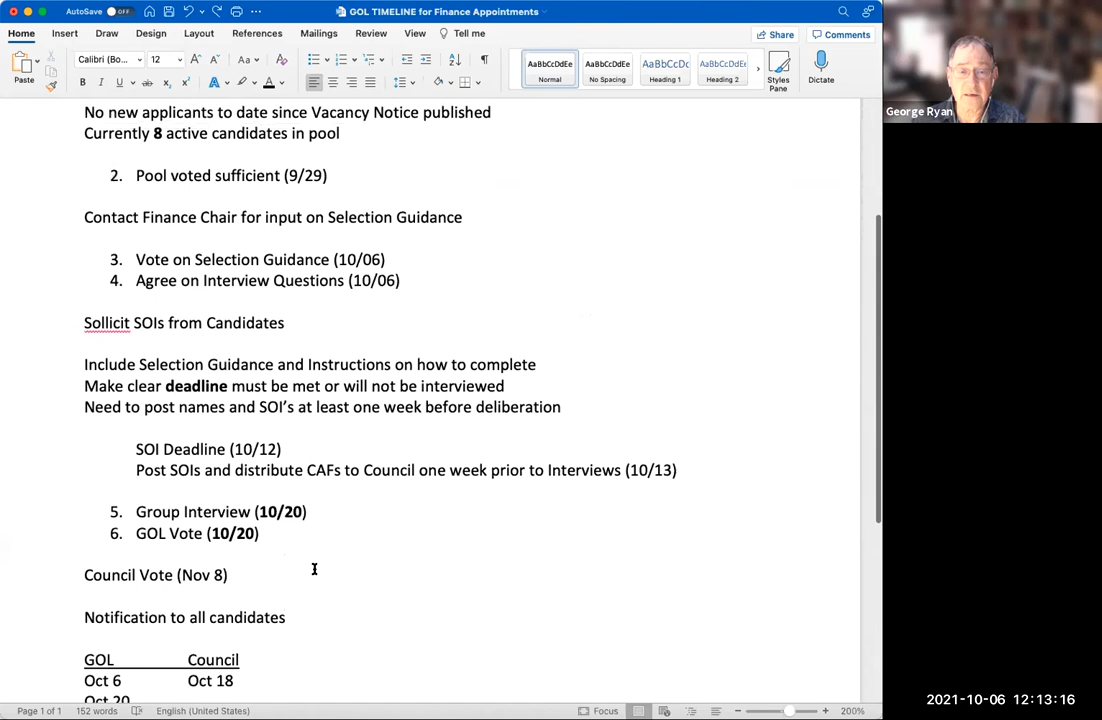 AutoSave OFF GOL TIMELINE for Finance Appointments
Home Insert Draw Design Layout References Mailings Review View Tell me Share Comments
Paste Calibri (Bo... 12 AaBbCcDdEe AaBbCcDdEe AaBbCcDc AaBbCcDdEe
Normal No Spacing Heading 1 Heading 2 Styles Pane Dictate
George Ryan
No new applicants to date since Vacancy Notice published
Currently 8 active candidates in pool
2. Pool voted sufficient (9/29)
Contact Finance Chair for input on Selection Guidance
3. Vote on Selection Guidance (10/06)
4. Agree on Interview Questions (10/06)
Sollicit SOIs from Candidates
Include Selection Guidance and Instructions on how to complete
Make clear deadline must be met or will not be interviewed
Need to post names and SOI's at least one week before deliberation
SOI Deadline (10/12)
Post SOIs and distribute CAFs to Council one week prior to Interviews (10/13)
5. Group Interview (10/20)
6. GOL Vote (10/20)
Council Vote (Nov 8)
Notification to all candidates
GOL Council
Oct 6 Oct 18
Oct 20
Page 1 of 1 152 words English (United States) Focus 200%
2021-10-06 12:13:16